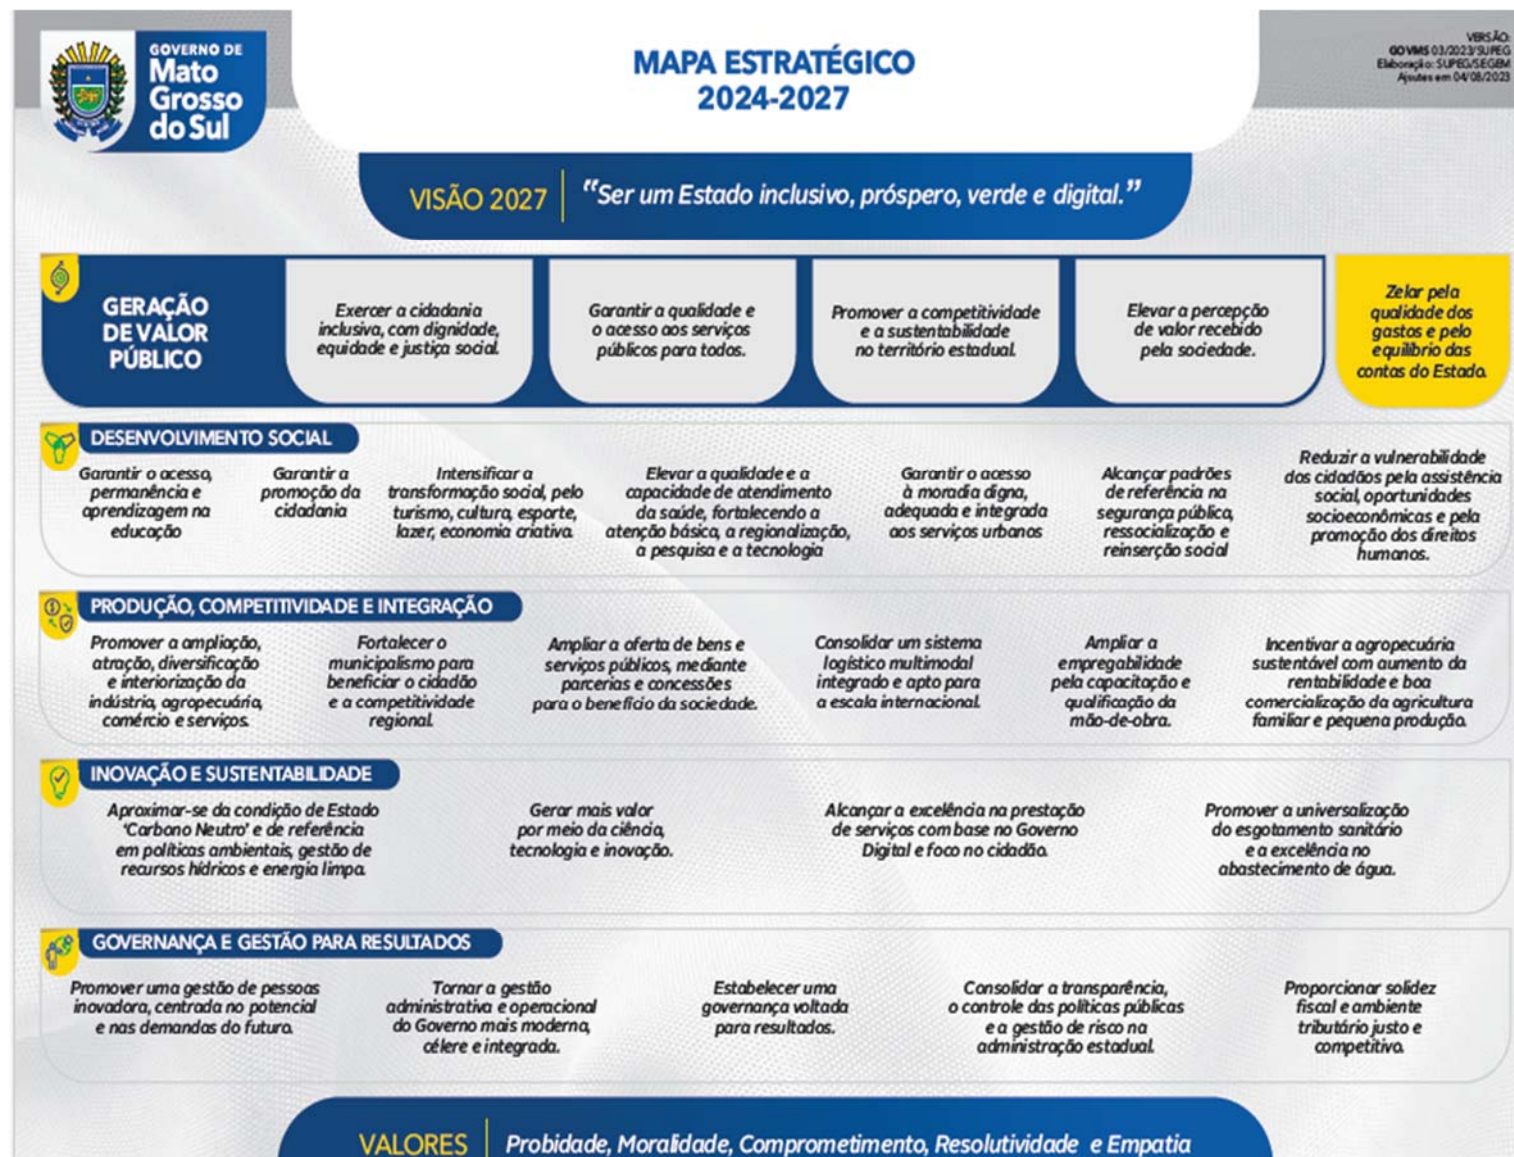 GOVERNO DE
Mato
Grosso
do Sul
MAPA ESTRATÉGICO
2024-2027
VERSÃO:
GOVMS 03/2023/SUPEG
Elaboração: SUPEG/SEGEM
Ajustes em 04/08/2023
VISÃO 2027
"Ser um Estado inclusivo, próspero, verde e digital."
GERAÇÃO
DE VALOR
PÚBLICO
Exercer a cidadania
inclusiva, com dignidade,
equidade e justiça social.
Garantir a qualidade e
o acesso aos serviços
públicos para todos.
Promover a competitividade
e a sustentabilidade
no território estadual.
Elevar a percepção
de valor recebido
pela sociedade.
Zelar pela
qualidade dos
gastos e pelo
equilíbrio das
contas do Estado.
DESENVOLVIMENTO SOCIAL
Garantir o acesso,
permanência e
aprendizagem na
educação
Garantir a
promoção da
cidadania
Intensificar a
transformação social, pelo
turismo, cultura, esporte,
lazer, economia criativa.
Elevar a qualidade e a
capacidade de atendimento
da saúde, fortalecendo a
atenção básica, a regionalização,
a pesquisa e a tecnologia
Garantir o acesso
à moradia digna,
adequada e integrada
aos serviços urbanos
Alcançar padrões
de referência na
segurança pública,
ressocialização e
reinserção social
Reduzir a vulnerabilidade
dos cidadãos pela assistência
social, oportunidades
socioeconômicas e pela
promoção dos direitos
humanos.
PRODUÇÃO, COMPETITIVIDADE E INTEGRAÇÃO
Promover a ampliação,
atração, diversificação
e interiorização da
indústria, agropecuária,
comércio e serviços.
Fortalecer o
municipalismo para
beneficiar o cidadão
e a competitividade
regional.
Ampliar a oferta de bens e
serviços públicos, mediante
parcerias e concessões
para o benefício da sociedade.
Consolidar um sistema
logístico multimodal
integrado e apto para
a escala internacional.
Ampliar a
empregabilidade
pela capacitação e
qualificação da
mão-de-obra.
Incentivar a agropecuária
sustentável com aumento da
rentabilidade e boa
comercialização da agricultura
familiar e pequena produção.
INOVAÇÃO E SUSTENTABILIDADE
Aproximar-se da condição de Estado
'Carbono Neutro' e de referência
em políticas ambientais, gestão de
recursos hídricos e energia limpa.
Gerar mais valor
por meio da ciência,
tecnologia e inovação.
Alcançar a excelência na prestação
de serviços com base no Governo
Digital e foco no cidadão.
Promover a universalização
do esgotamento sanitário
e a excelência no
abastecimento de água.
GOVERNANÇA E GESTÃO PARA RESULTADOS
Promover uma gestão de pessoas
inovadora, centrada no potencial
e nas demandas do futuro.
Tornar a gestão
administrativa e operacional
do Governo mais moderna,
célere e integrada.
Estabelecer uma
governança voltada
para resultados.
Consolidar a transparência,
o controle das políticas públicas
e a gestão de risco na
administração estadual.
Proporcionar solidez
fiscal e ambiente
tributário justo e
competitivo.
VALORES
Probidade, Moralidade, Comprometimento, Resolutividade e Empatia